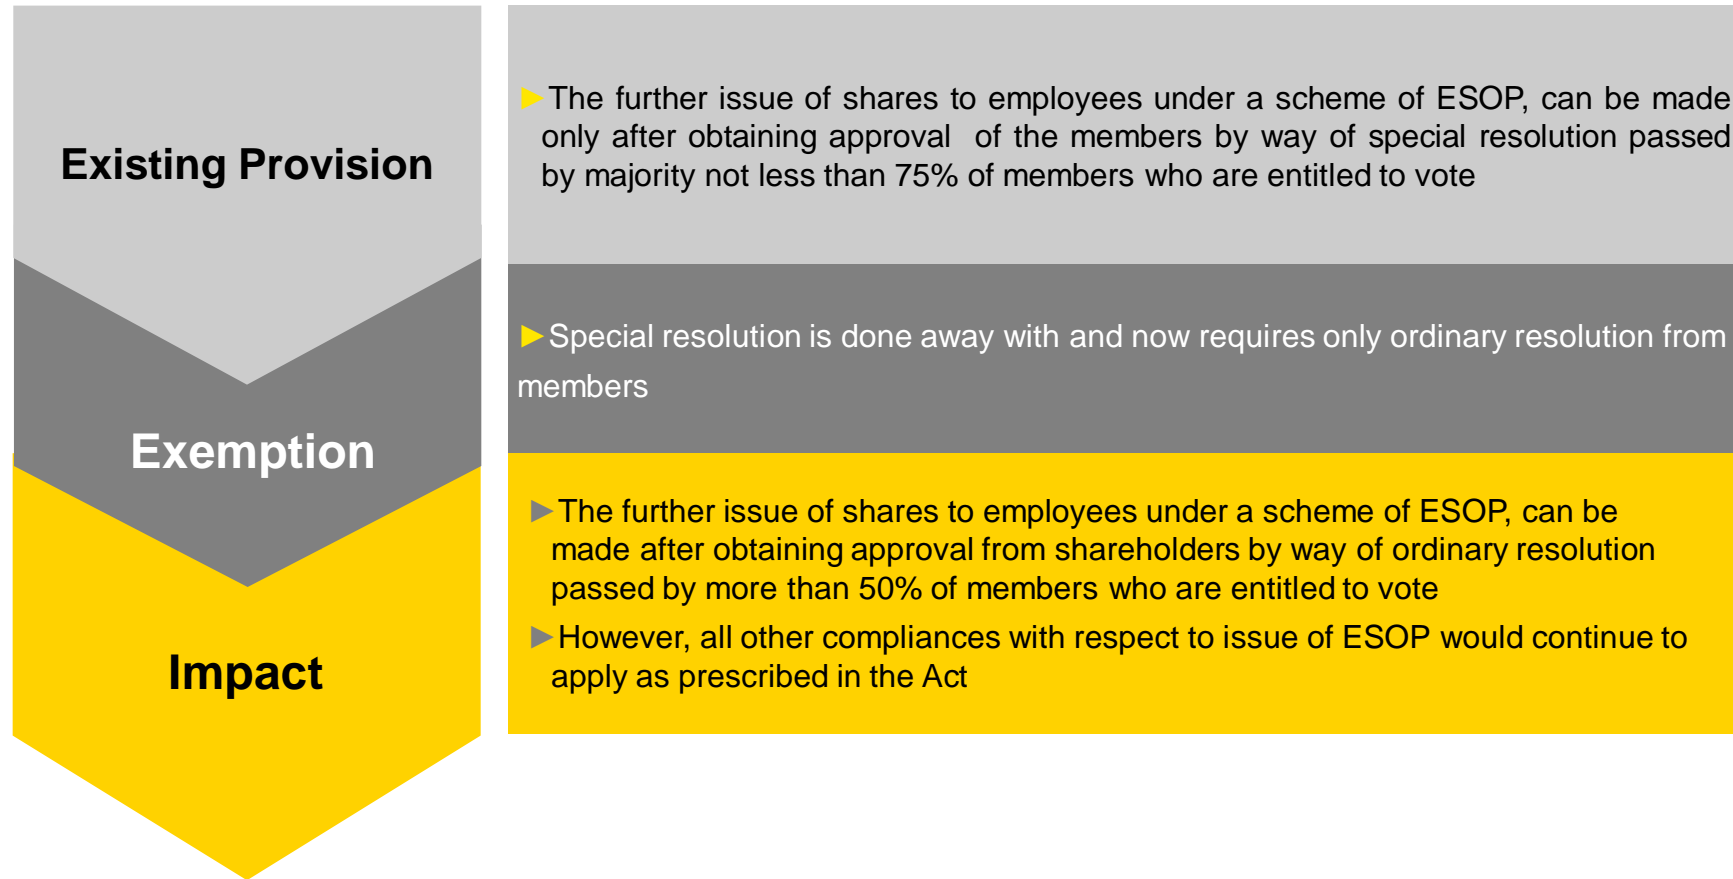 Existing Provision
►The further issue of shares to employees under a scheme of ESOP, can be made
only after obtaining approval of the members by way of special resolution passed
by majority not less than 75% of members who are entitled to vote
Exemption
►Special resolution is done away with and now requires only ordinary resolution from
members
Impact
►The further issue of shares to employees under a scheme of ESOP, can be
made after obtaining approval from shareholders by way of ordinary resolution
passed by more than 50% of members who are entitled to vote
►However, all other compliances with respect to issue of ESOP would continue to
apply as prescribed in the Act